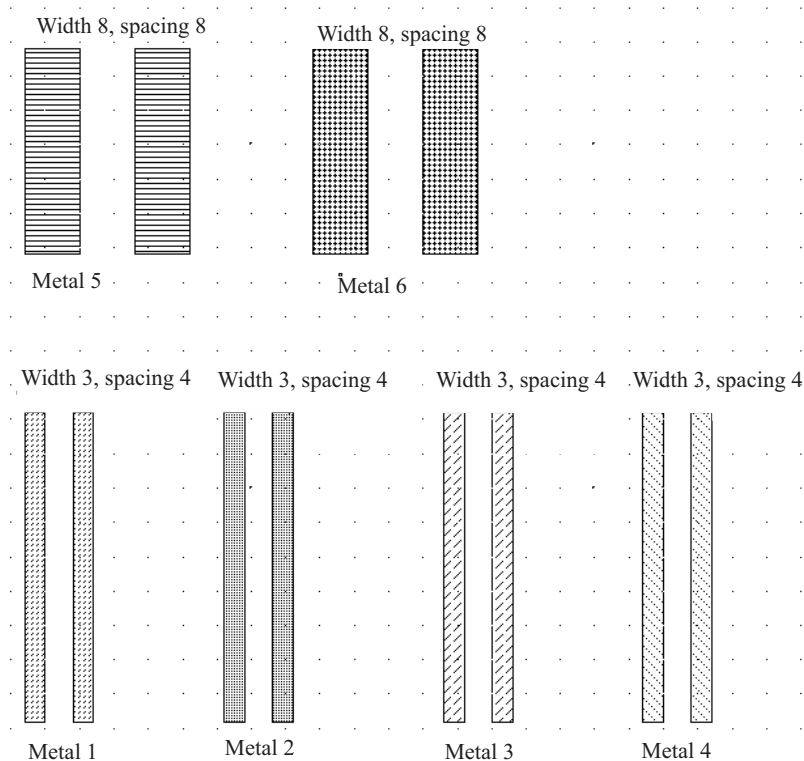 Width 8, spacing 8
Width 8, spacing 8
Metal 5
Metal 6
Width 3, spacing 4
Width 3, spacing 4
Width 3, spacing 4
Width 3, spacing 4
Metal 1
Metal 2
Metal 3
Metal 4